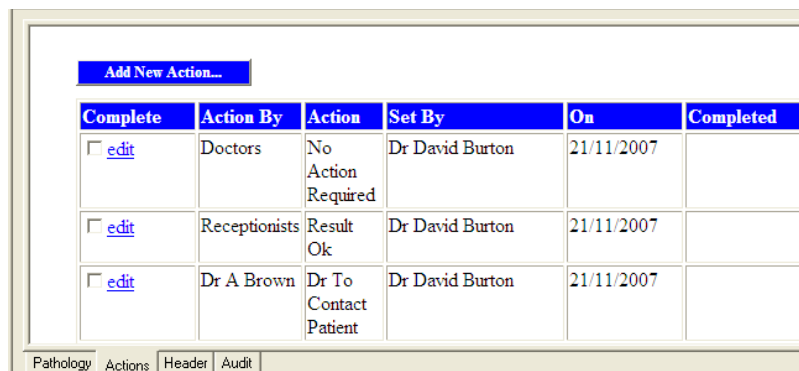 Add New Action...
Complete Action By Action Set By On Completed
edit Doctors No Dr David Burton 21/11/2007
Action
Required
edit Receptionists Result Dr David Burton 21/11/2007
Ok
edit Dr A Brown Dr To Dr David Burton 21/11/2007
Contact
Patient
Pathology Actions Header Audit